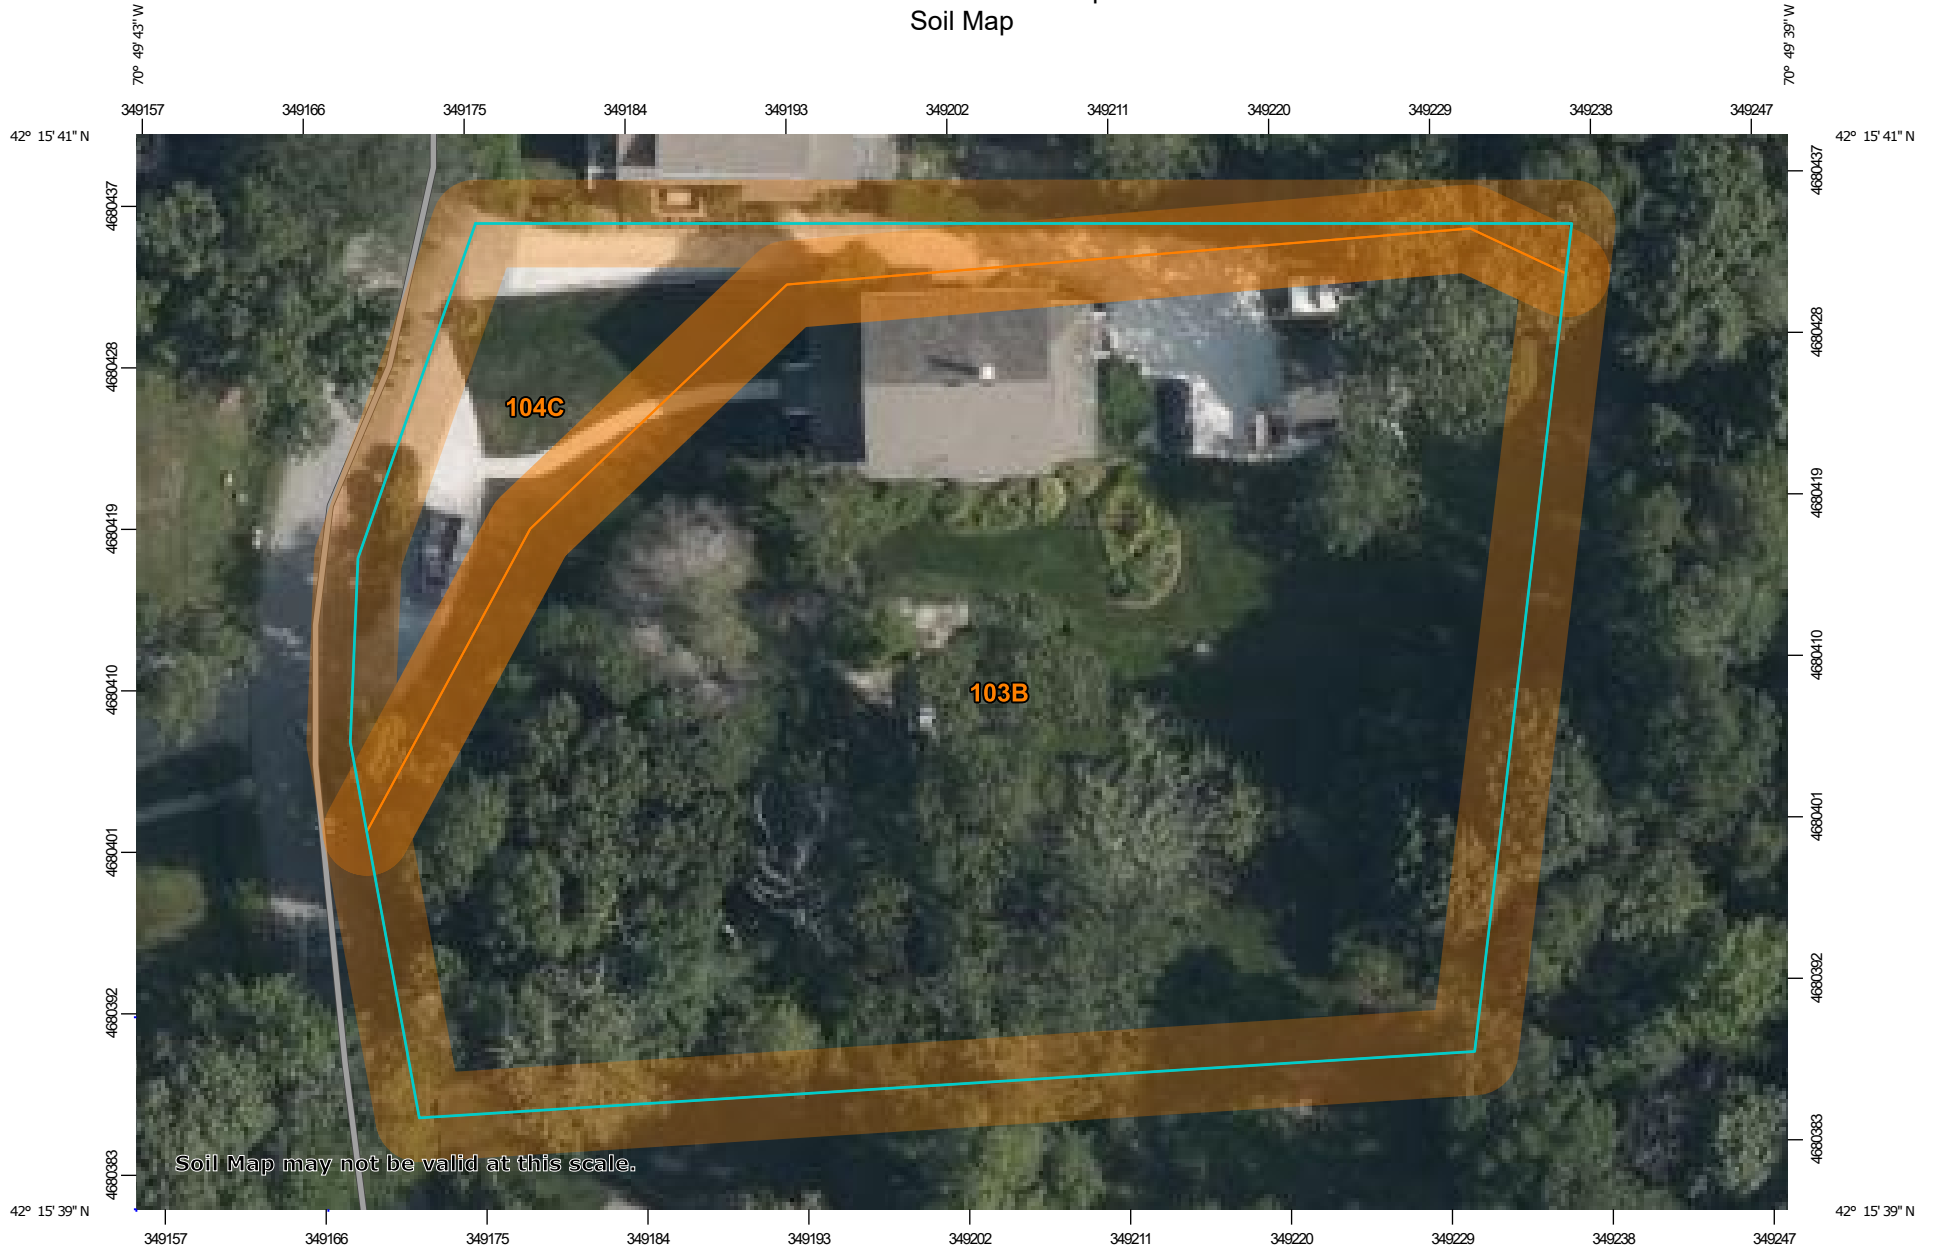 Soil Map
70° 49' 43'' W
70° 49' 39'' W
349157 349166 349175 349184 349193 349202 349211 349220 349229 349238 349247
42° 15' 41'' N
42° 15' 41'' N
4680437
4680437
4680428
4680428
104C
4680419
4680419
4680410
4680410
103B
4680401
4680401
4680392
4680392
4680383
4680383
Soil Map may not be valid at this scale.
42° 15' 39'' N
42° 15' 39'' N
349157 349166 349175 349184 349193 349202 349211 349220 349229 349238 349247